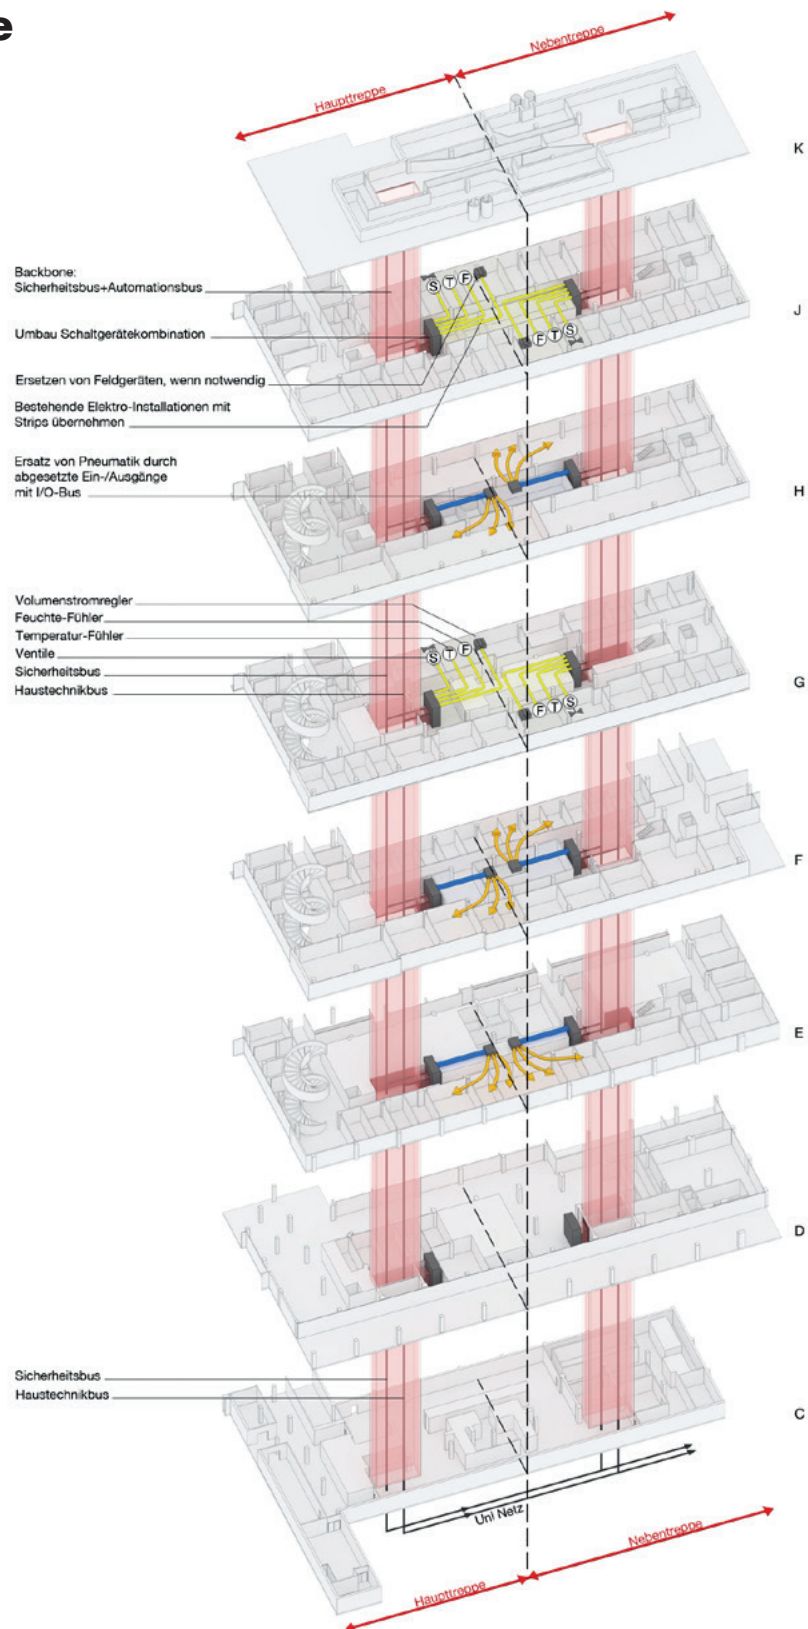 e
Nebentreppe
Haupttreppe
K
Backbone:
Sicherheitsbus+Automationsbus
S T F
J
Umbau Schaltgerätekombination
F T S
Ersetzen von Feldgeräten, wenn notwendig
Bestehende Elektro-Installationen mit
Strips übernehmen
Ersatz von Pneumatik durch
abgesetzte Ein-/Ausgänge
mit I/O-Bus
H
Volumenstromregler
Feuchte-Fühler
Temperatur-Fühler
Ventile
S T F
Sicherheitsbus
Haustechnikbus
G
F T S
F
E
D
Sicherheitsbus
Haustechnikbus
C
Uni Netz
Nebentreppe
Haupttreppe